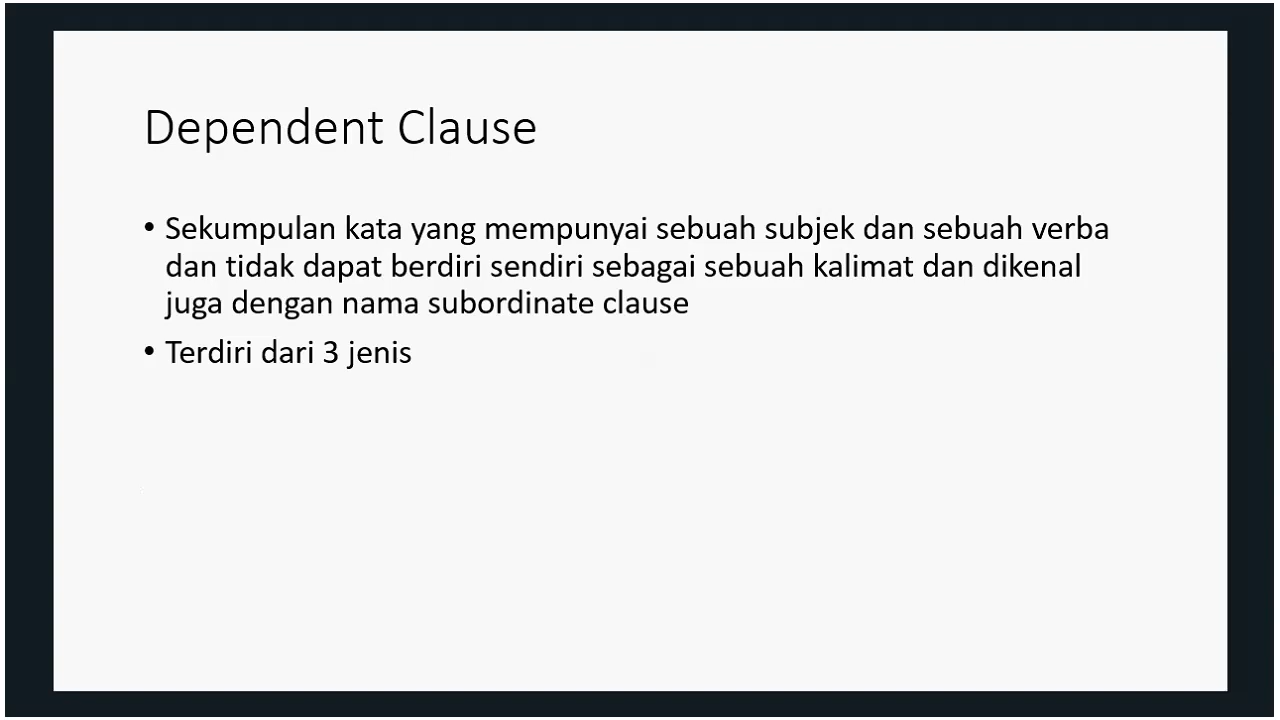 Dependent Clause
• Sekumpulan kata yang mempunyai sebuah subjek dan sebuah verba
dan tidak dapat berdiri sendiri sebagai sebuah kalimat dan dikenal
juga dengan nama subordinate clause
• Terdiri dari 3 jenis